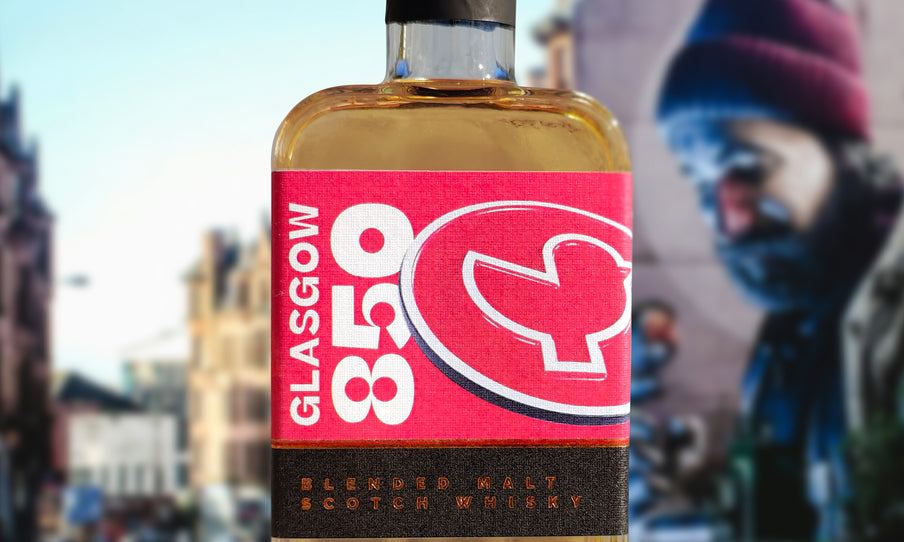 GLASGOW
850
BLENDED MALT
SCOTCH WHISKY